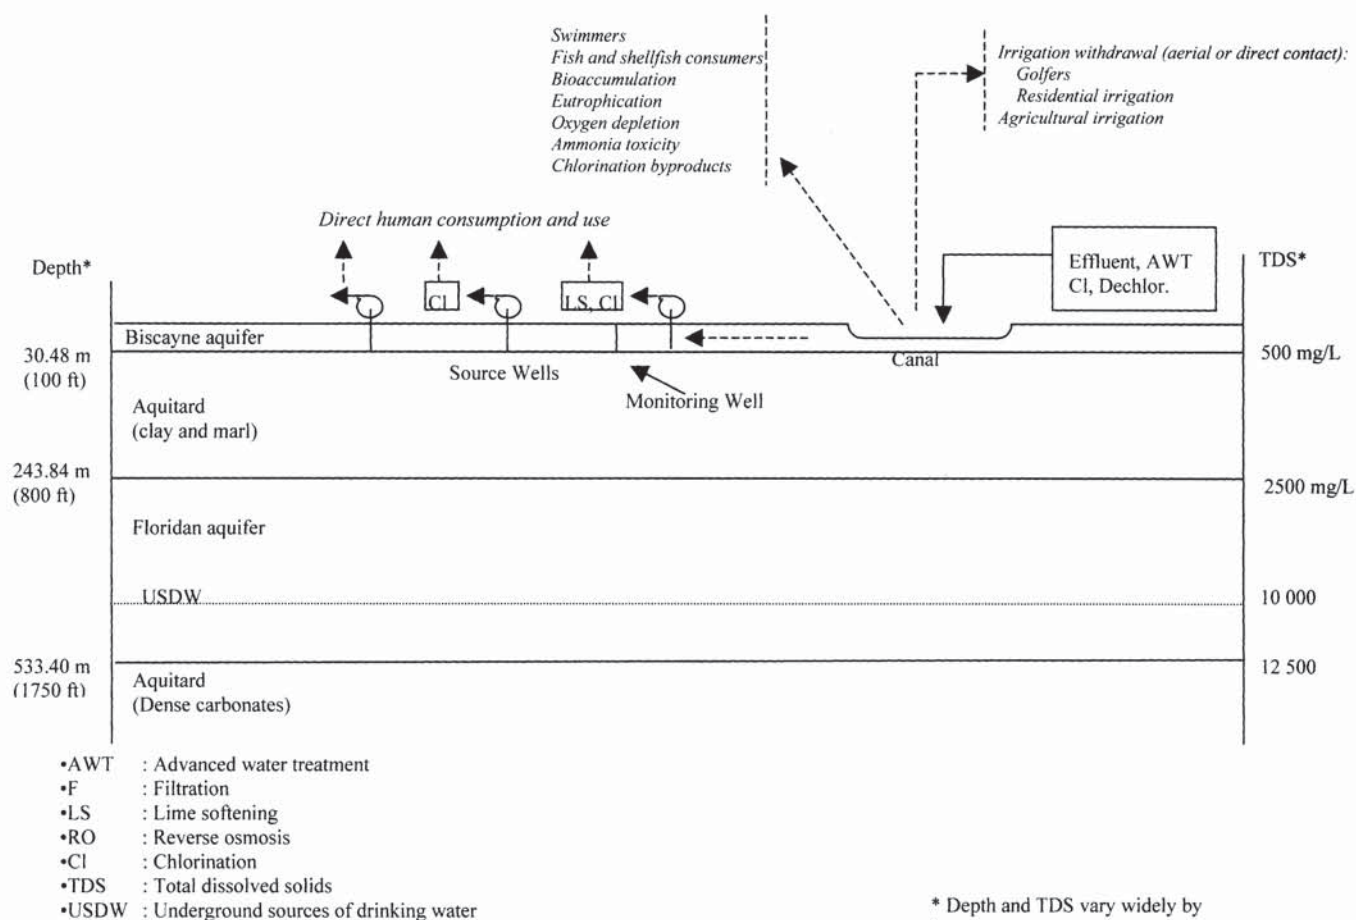 Swimmers
Fish and shellfish consumers
Bioaccumulation
Eutrophication
Oxygen depletion
Ammonia toxicity
Chlorination byproducts
Irrigation withdrawal (aerial or direct contact):
Golfers
Residential irrigation
Agricultural irrigation
Direct human consumption and use
Depth*
Cl
LS, Cl
Effluent, AWT
Cl, Dechlor.
TDS*
Biscayne aquifer
30.48 m
(100 ft)
Source Wells
Monitoring Well
Canal
500 mg/L
Aquitard
(clay and marl)
243.84 m
(800 ft)
2500 mg/L
Floridan aquifer
USDW
10 000
533.40 m
(1750 ft)
12 500
Aquitard
(Dense carbonates)
•AWT : Advanced water treatment
•F : Filtration
•LS : Lime softening
•RO : Reverse osmosis
•Cl : Chlorination
•TDS : Total dissolved solids
•USDW : Underground sources of drinking water
* Depth and TDS vary widely by